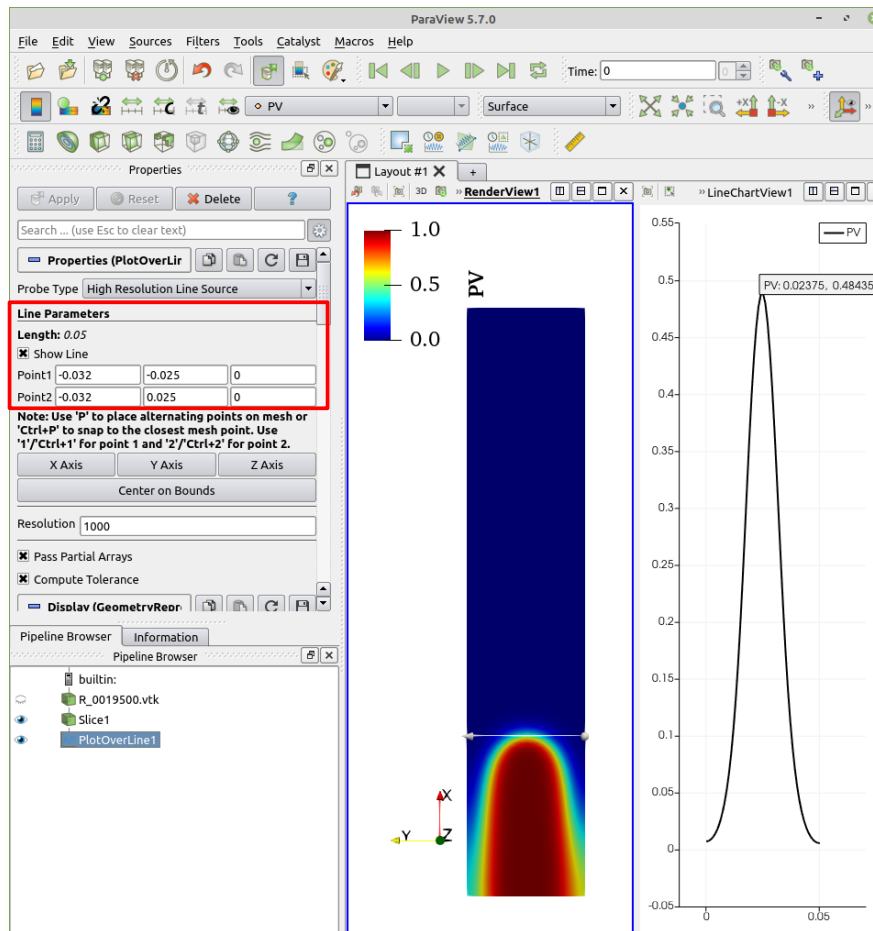 ParaView 5.7.0
File Edit View Sources Filters Tools Catalyst Macros Help
Time: 0 0
PV Surface +X -X » »
Properties
Apply Reset Delete ?
Search ... (use Esc to clear text)
Properties (PlotOverLir
Probe Type High Resolution Line Source
Line Parameters
Length: 0.05
Show Line
Point1 -0.032 -0.025 0
Point2 -0.032 0.025 0
Note: Use 'P' to place alternating points on mesh or
'Ctrl+P' to snap to the closest mesh point. Use
'1'/'Ctrl+1' for point 1 and '2'/'Ctrl+2' for point 2.
X Axis Y Axis Z Axis
Center on Bounds
Resolution 1000
Pass Partial Arrays
Compute Tolerance
Display (GeometryRepr
Pipeline Browser Information
Pipeline Browser
builtin:
R_0019500.vtk
Slice1
PlotOverLine1
Layout #1 +
3D » RenderView1
1.0
0.5
0.0
PV
X
Y
Z
» LineChartView1
PV
PV: 0.02375, 0.48435
0.55
0.5
0.45
0.4
0.35
0.3
0.25
0.2
0.15
0.1
0.05
0
-0.05
0 0.05